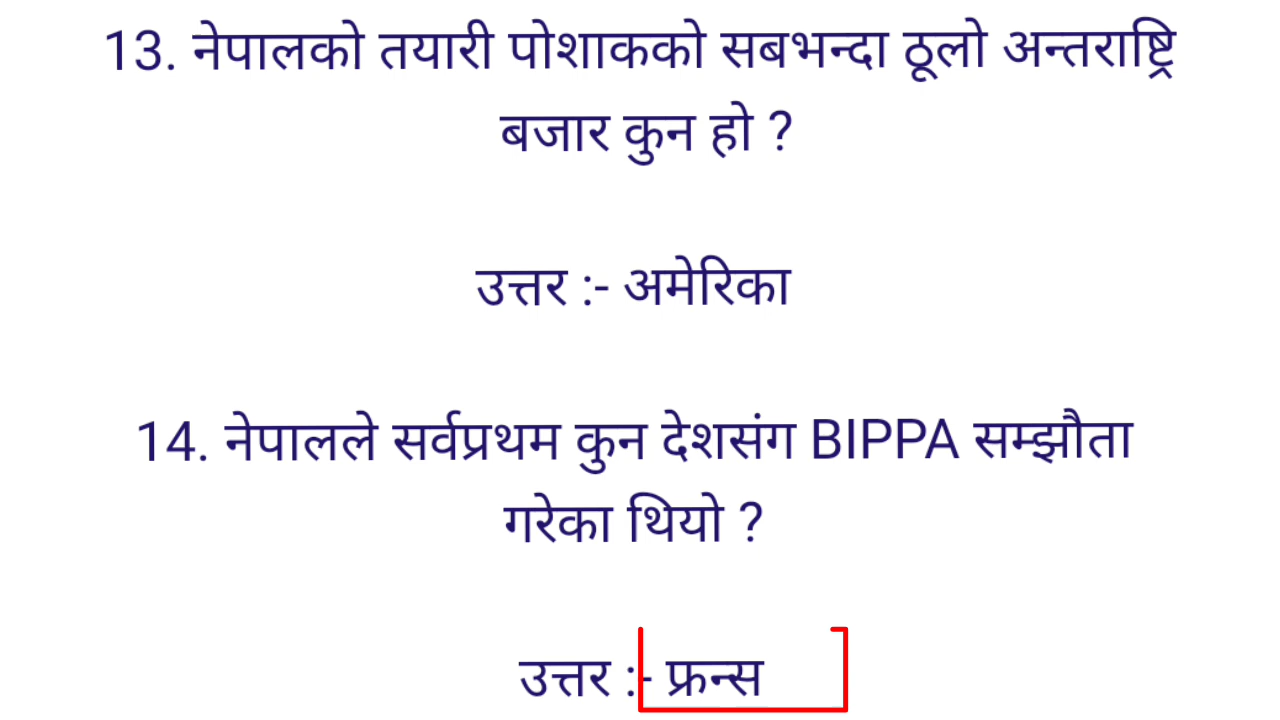 13. नेपालको तयारी पोशाकको सबभन्दा ठूलो अन्तराष्ट्रि
बजार कुन हो ?
उत्तर :- अमेरिका
14. नेपालले सर्वप्रथम कुन देशसंग BIPPA सम्झौता
गरेका थियो ?
उत्तर :- फ्रन्स